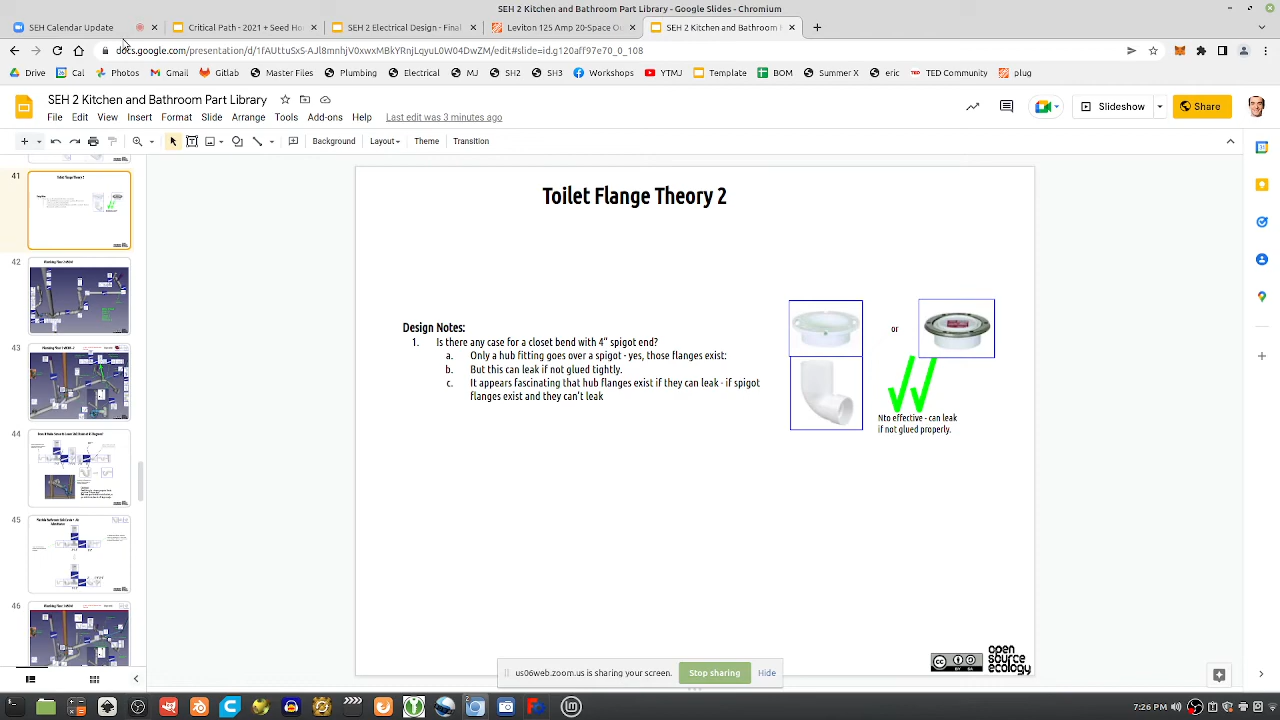 SEH 2 Kitchen and Bathroom Part Library - Google Slides - Chromium
SEH Calendar Update
Critical Path - 2021 + Seed Ho
SEH 2 Electrical Design - Final
Leviton 125 Amp 20-Space O
SEH 2 Kitchen and Bathroom
docs.google.com/presentation/d/1fAUttuSxS-AJl8mnhjV0xwxMBkYRnjLqyuL0W04DwZM/edit#slide=id.g120aff97e70_0_108
Drive
Cal
Photos
Gmail
Gitlab
Master Files
Plumbing
Electrical
MJ
SH2
SH3
Workshops
YTMJ
Template
BOM
Summer X
eric
TED Community
plug
SEH 2 Kitchen and Bathroom Part Library
File Edit View Insert Format Slide Arrange Tools Add-ons Help
Last edit was 3 minutes ago
Slideshow
Share
Background
Layout
Theme
Transition
41
42
43
44
45
46
Toilet Flange Theory 2
Design Notes:
1. Is there any use for a closet bend with 4" spigot end?
a. Only a hub fitting goes over a spigot - yes, those flanges exist:
b. But this can leak if not glued tightly.
c. It appears fascinating that hub flanges exist if they can leak - if spigot
flanges exist and they can't leak
or
Nto effective - can leak
if not glued properly.
open
source
ecology
us06web.zoom.us is sharing your screen.
Stop sharing
Hide
7:26 PM